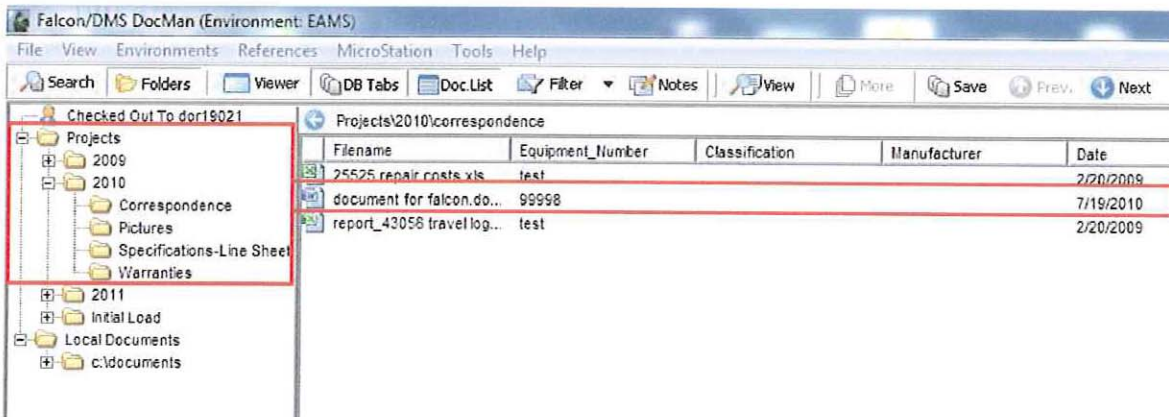 Falcon/DMS DocMan (Environment: EAMS)
File View Environments References MicroStation Tools Help
Search Folders Viewer DB Tabs Doc.List Filter Notes View More Save Prev. Next
Checked Out To dor19021
Projects
2009
2010
Correspondence
Pictures
Specifications-Line Sheet
Warranties
2011
Initial Load
Local Documents
c:\documents
Projects\2010\correspondence
Filename Equipment_Number Classification Manufacturer Date
25525 repair costs.xls test 2/20/2009
document for falcon.do... 99998 7/19/2010
report_43056 travel log... test 2/20/2009